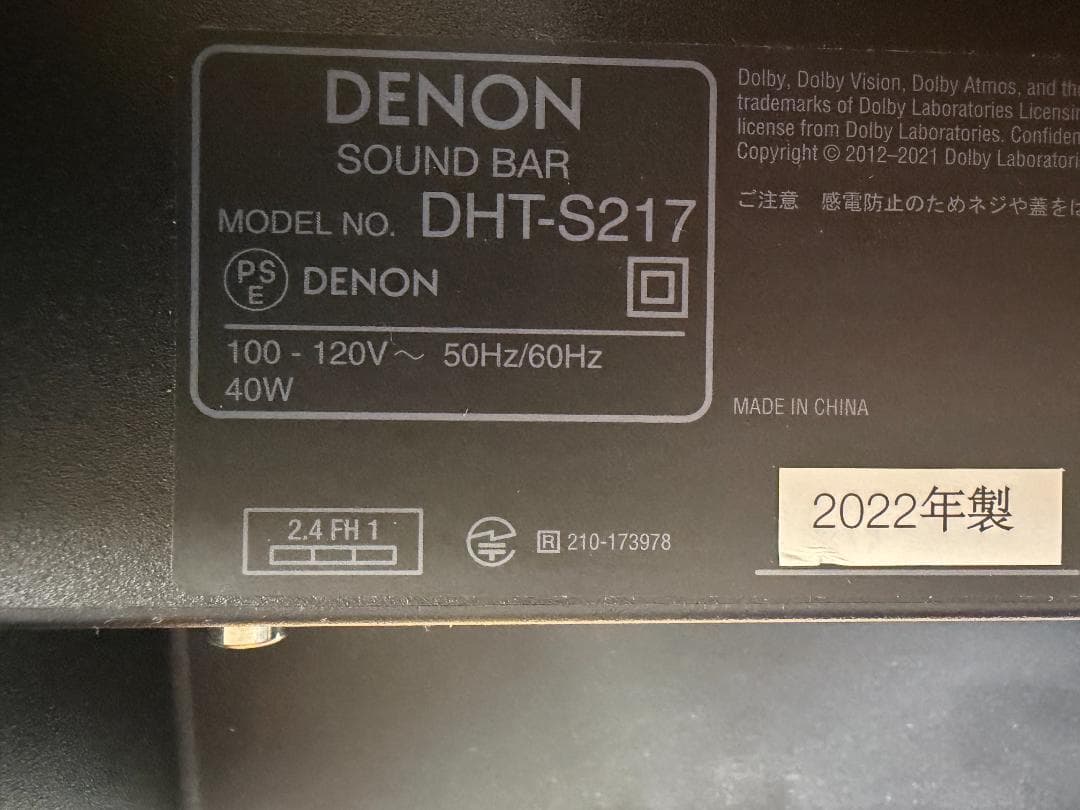 DENON
SOUND BAR
MODEL NO. DHT-S217
PS
E
DENON
100 - 120V～ 50Hz/60Hz
40W
Dolby, Dolby Vision, Dolby Atmos, and the
trademarks of Dolby Laboratories Licensin
license from Dolby Laboratories. Confiden
Copyright © 2012–2021 Dolby Laboratori
ご注意 感電防止のためネジや蓋をは
MADE IN CHINA
2.4 FH 1
R 210-173978
2022年製